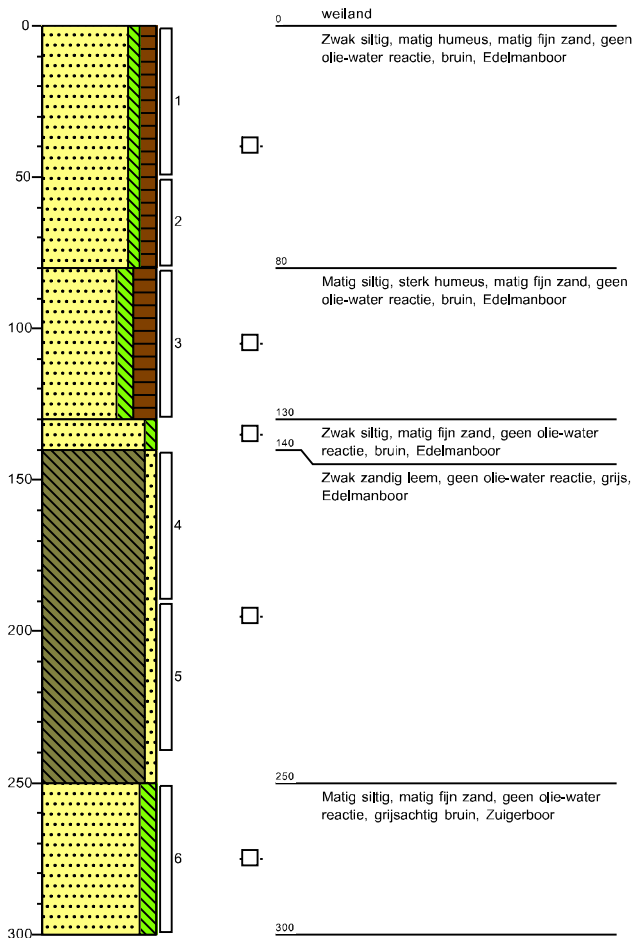 weiland
0
0
Zwak siltig, matig humeus, matig fijn zand, geen
olie-water reactie, bruin, Edelmanboor
1
50
2
80
Matig siltig, sterk humeus, matig fijn zand, geen
olie-water reactie, bruin, Edelmanboor
100
3
130
Zwak siltig, matig fijn zand, geen olie-water
reactie, bruin, Edelmanboor
140
Zwak zandig leem, geen olie-water reactie, grijs,
Edelmanboor
150
4
200
5
250
250
Matig siltig, matig fijn zand, geen olie-water
reactie, grijsachtig bruin, Zuigerboor
6
300
300